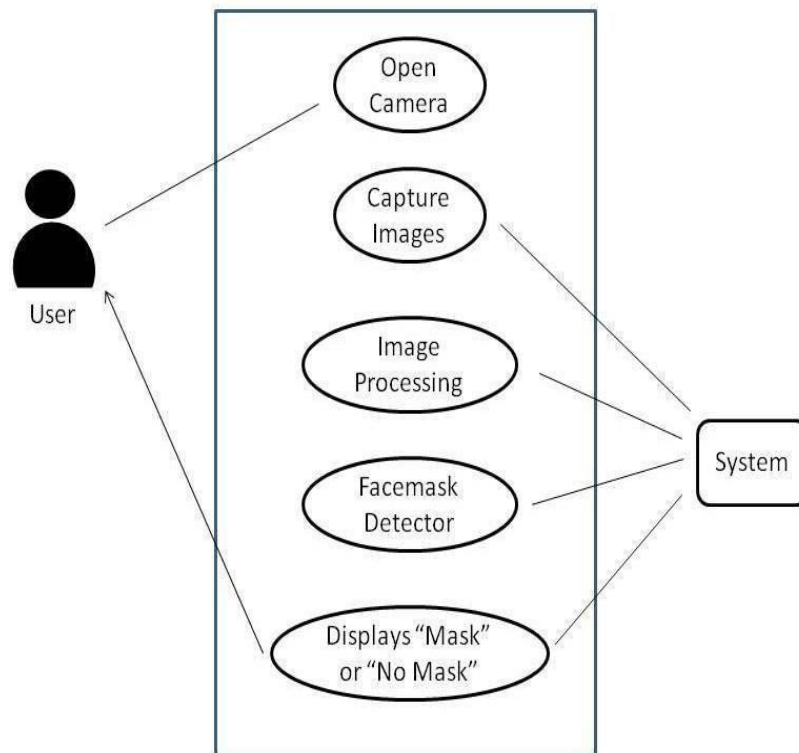 Open
Camera
Capture
Images
User
Image
Processing
System
Facemask
Detector
Displays “Mask”
or “No Mask”